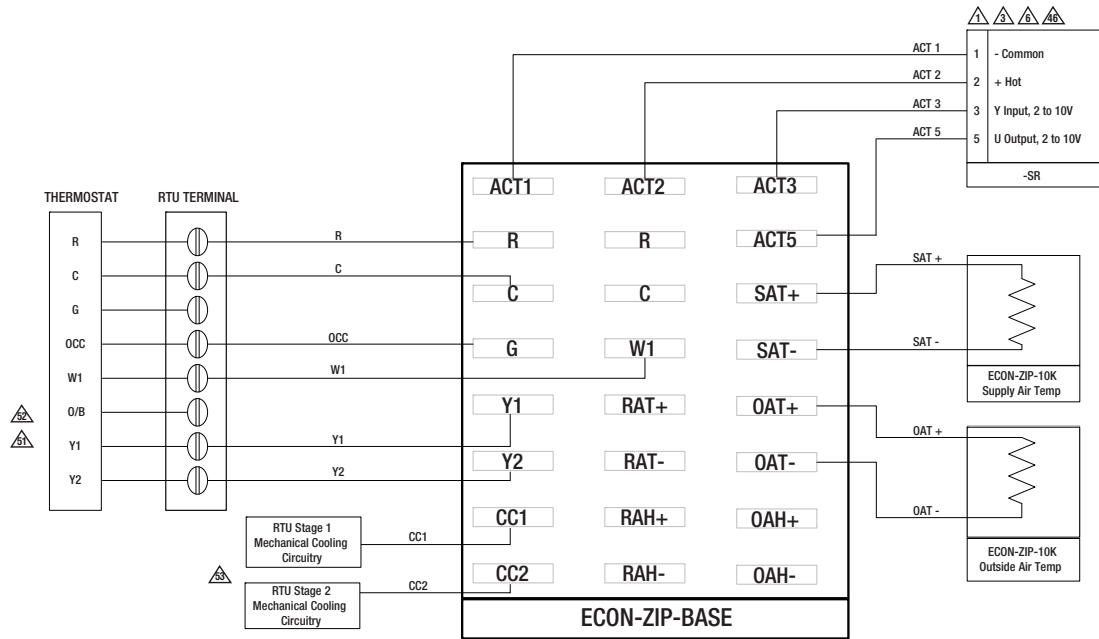 1 3 6 46
ACT 1
1 - Common
ACT 2
2 + Hot
ACT 3
3 Y Input, 2 to 10V
ACT 5
5 U Output, 2 to 10V
-SR
THERMOSTAT RTU TERMINAL
ACT1 ACT2 ACT3
R R R R ACT5
C C C C SAT+ SAT +
G
OCC OCC G W1 SAT- SAT -
W1 W1
ECON-ZIP-10K
Supply Air Temp
52 O/B Y1 RAT+ OAT+ OAT +
51 Y1 Y1
Y2 Y2 Y2 RAT- OAT- OAT -
RTU Stage 1
Mechanical Cooling
Circuitry
CC1 CC1 RAH+ OAH+
ECON-ZIP-10K
Outside Air Temp
53
RTU Stage 2
Mechanical Cooling
Circuitry
CC2 CC2 RAH- OAH-
ECON-ZIP-BASE